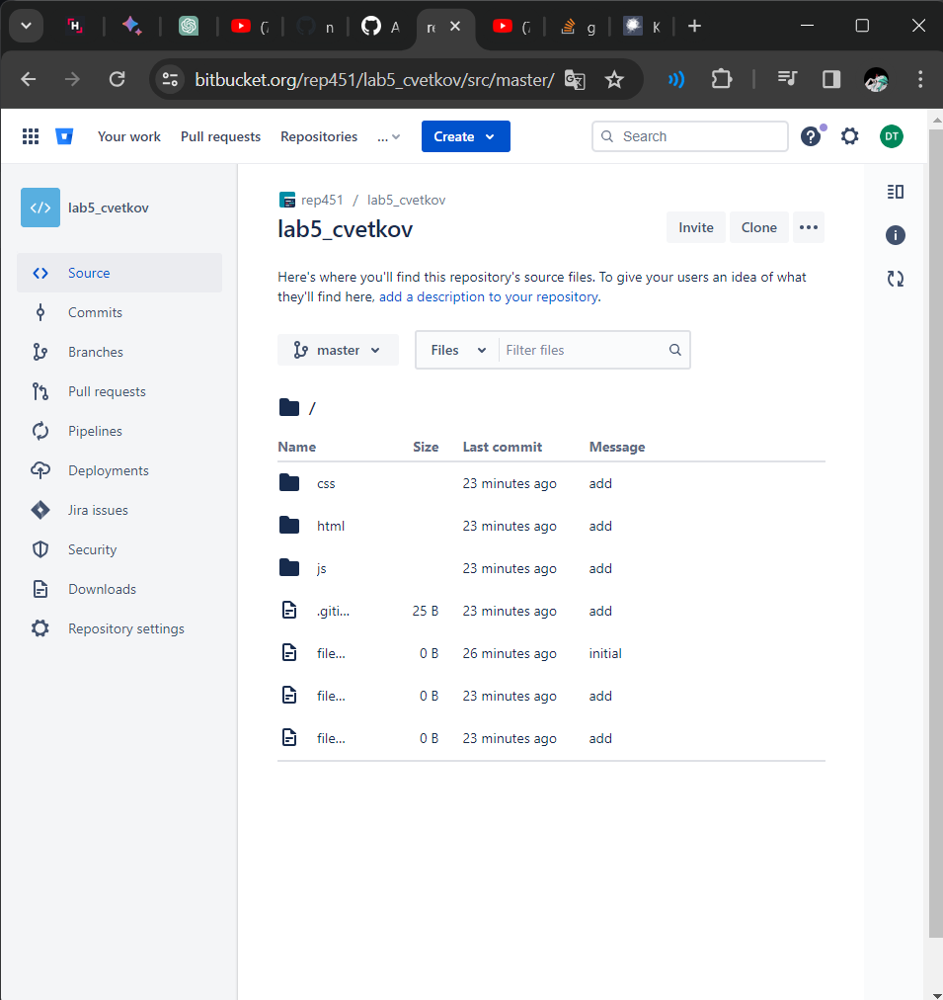 (
n
A
re
(
g
K
bitbucket.org/rep451/lab5_cvetkov/src/master/
Your work Pull requests Repositories ... Create Search ? DT
lab5_cvetkov
Source
Commits
Branches
Pull requests
Pipelines
Deployments
Jira issues
Security
Downloads
Repository settings
rep451 / lab5_cvetkov
lab5_cvetkov
Invite Clone
Here's where you'll find this repository's source files. To give your users an idea of what
they'll find here, add a description to your repository.
master Files Filter files
/
Name Size Last commit Message
css 23 minutes ago add
html 23 minutes ago add
js 23 minutes ago add
.giti... 25 B 23 minutes ago add
file... 0 B 26 minutes ago initial
file... 0 B 23 minutes ago add
file... 0 B 23 minutes ago add